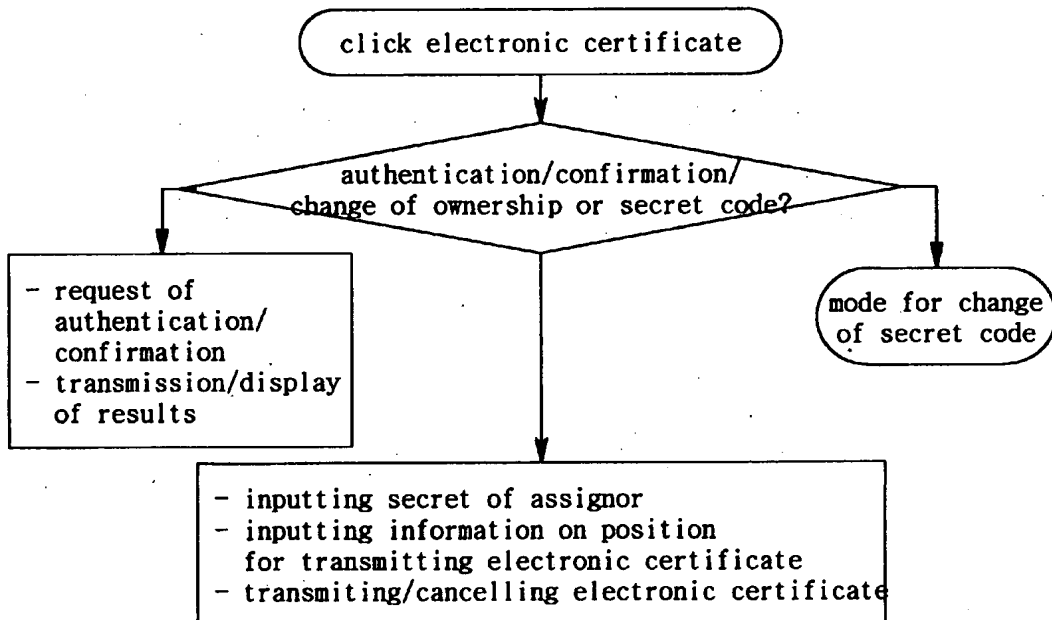 click electronic certificate
authentication/confirmation/
change of ownership or secret code?
- request of
authentication/
confirmation
- transmission/display
of results
mode for change
of secret code
- inputting secret of assignor
- inputting information on position
for transmitting electronic certificate
- transmiting/cancelling electronic certificate